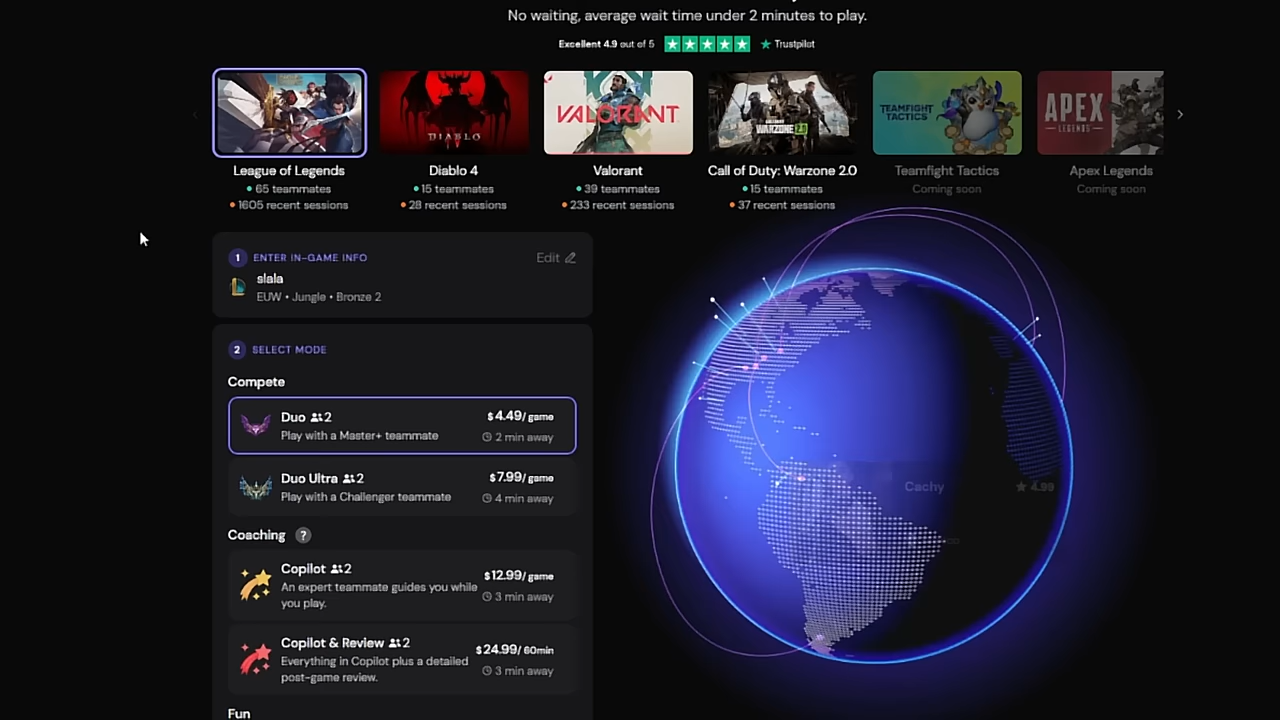 No waiting, average wait time under 2 minutes to play.
Excellent 4.9 out of 5 Trustpilot
DIABLO
VALORANT
CALL OF DUTY WARZONE 2.0
TEAMFIGHT TACTICS
APEX LEGENDS
League of Legends
65 teammates
1605 recent sessions
Diablo 4
15 teammates
28 recent sessions
Valorant
39 teammates
233 recent sessions
Call of Duty: Warzone 2.0
15 teammates
37 recent sessions
Teamfight Tactics
Coming soon
Apex Legends
Coming soon
1 ENTER IN-GAME INFO Edit
slala
EUW • Jungle • Bronze 2
2 SELECT MODE
Compete
Duo 2 $4.49/ game
Play with a Master+ teammate 2 min away
Duo Ultra 2 $7.99/ game
Play with a Challenger teammate 4 min away
Coaching ?
Copilot 2 $12.99/ game
An expert teammate guides you while
you play. 3 min away
Copilot & Review 2 $24.99/ 60min
Everything in Copilot plus a detailed
post-game review. 3 min away
Fun
Cachy 4.99